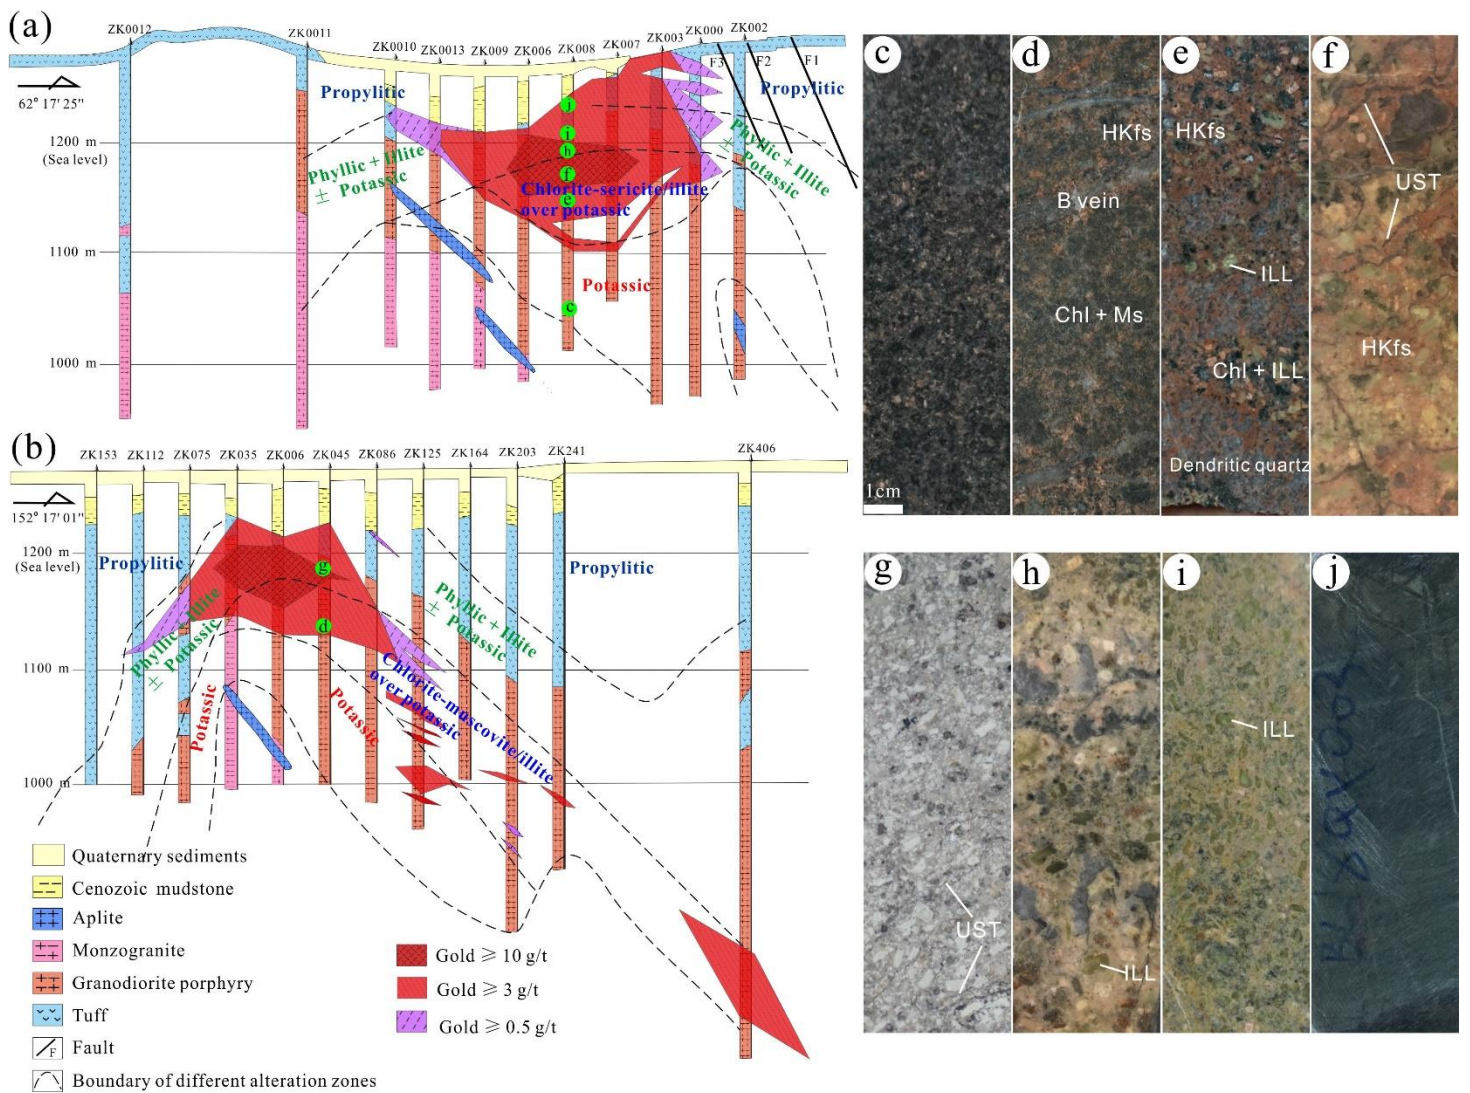 (a)
ZK0012
ZK0011
ZK0010
ZK0013
ZK009
ZK006
ZK008
ZK007
ZK003
ZK000
ZK002
F3
F2
F1
62° 17′ 25″
Propylitic
Propylitic
1200 m
(Sea level)
Phyllic + Illite
± Potassic
Phyllic + Illite
± Potassic
j
i
h
f
e
c
Chlorite-sericite/illite
over potassic
1100 m
Potassic
1000 m
(b)
ZK153
ZK112
ZK075
ZK035
ZK006
ZK045
ZK086
ZK125
ZK164
ZK203
ZK241
ZK406
152° 17′ 01″
1200 m
(Sea level)
Propylitic
Propylitic
g
d
Phyllic + Illite
± Potassic
Phyllic + Illite
± Potassic
1100 m
Potassic
Potassic
Chlorite-muscovite/illite
over potassic
1000 m
Quaternary sediments
Cenozoic mudstone
Aplite
Monzogranite
Granodiorite porphyry
Tuff
F
Fault
Boundary of different alteration zones
Gold ≥ 10 g/t
Gold ≥ 3 g/t
Gold ≥ 0.5 g/t
c
1cm
d
HKfs
B vein
Chl + Ms
e
HKfs
ILL
Chl + ILL
Dendritic quartz
f
UST
HKfs
g
UST
h
ILL
i
ILL
j